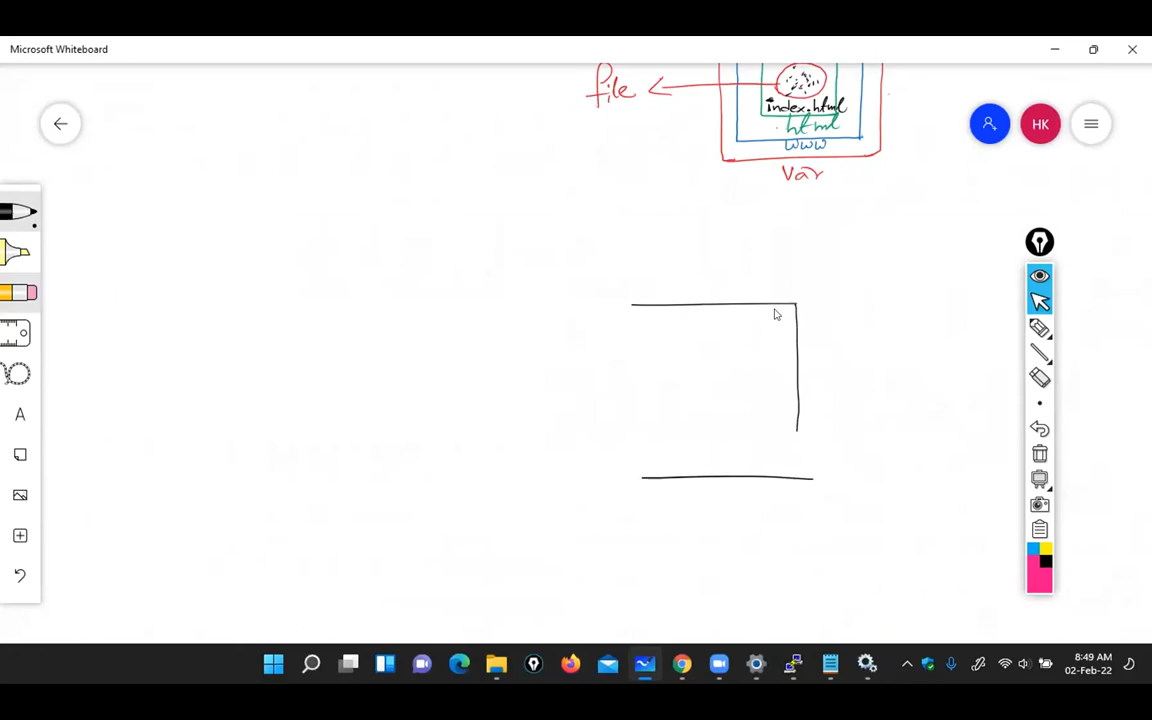 Microsoft Whiteboard
file
index.html
html
www
Var
HK
A
8:49 AM
02-Feb-22